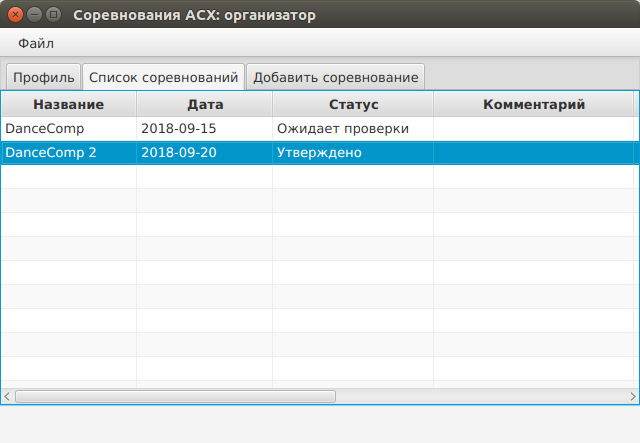 Соревнования АСХ: организатор
Файл
Профиль Список соревнований Добавить соревнование
Название Дата Статус Комментарий
DanceComp 2018-09-15 Ожидает проверки
DanceComp 2 2018-09-20 Утверждено